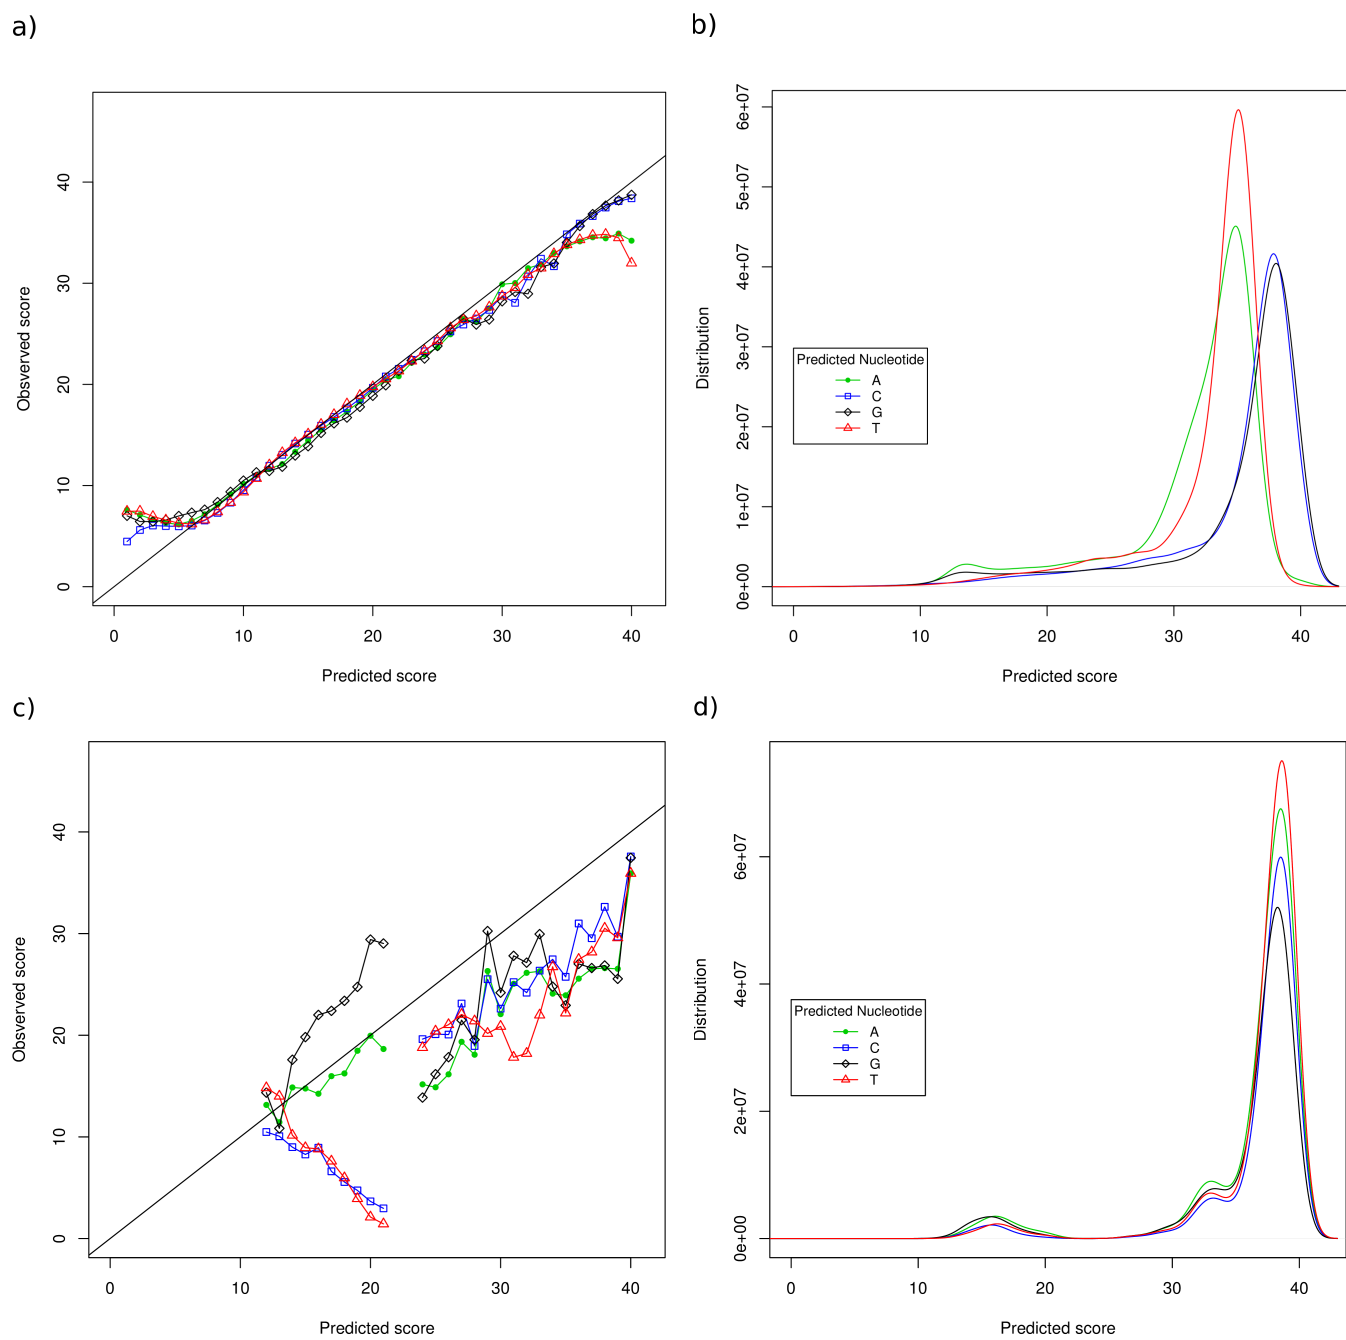 a)
Obsverved score
0 10 20 30 40
0 10 20 30 40
Predicted score
b)
Distribution
0e+00 1e+07 2e+07 3e+07 4e+07 5e+07 6e+07
Predicted Nucleotide
A
C
G
T
0 10 20 30 40
Predicted score
c)
Obsverved score
0 10 20 30 40
0 10 20 30 40
Predicted score
d)
Distribution
0e+00 2e+07 4e+07 6e+07
Predicted Nucleotide
A
C
G
T
0 10 20 30 40
Predicted score